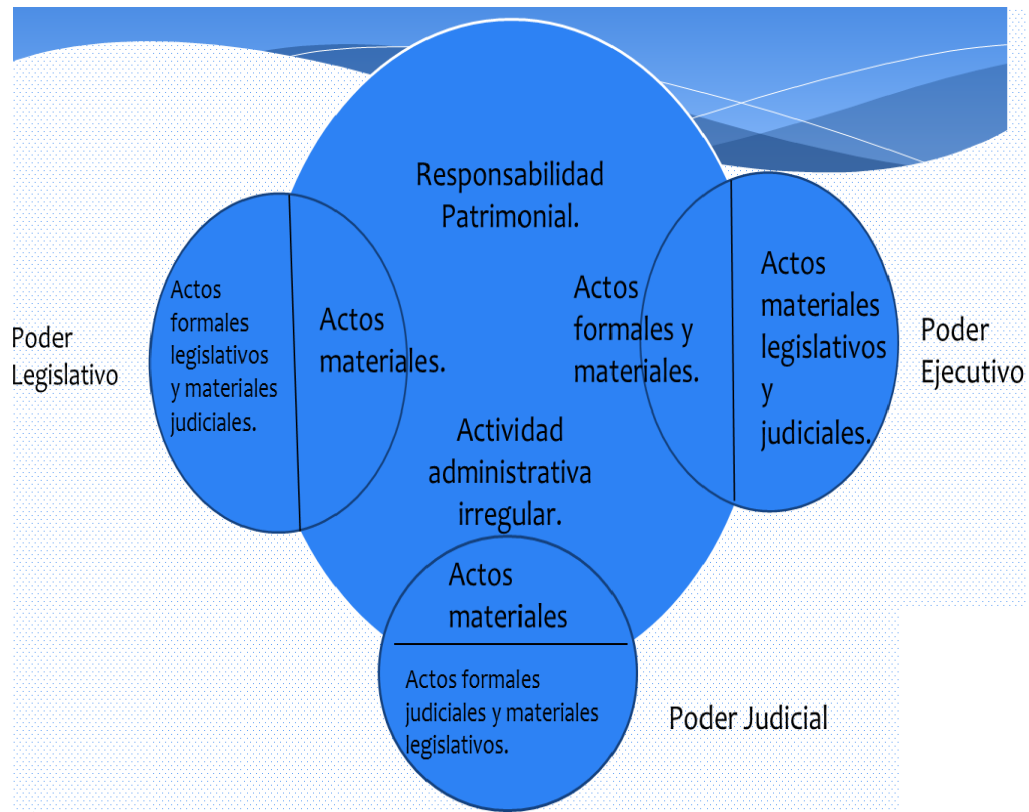 Responsabilidad
Patrimonial.
Poder
Legislativo
Actos
formales
legislativos
y materiales
judiciales.
Actos
materiales.
Actos
formales y
materiales.
Actos
materiales
legislativos
y
judiciales.
Poder
Ejecutivo
Actividad
administrativa
irregular.
Actos
materiales
Actos formales
judiciales y materiales
legislativos.
Poder Judicial